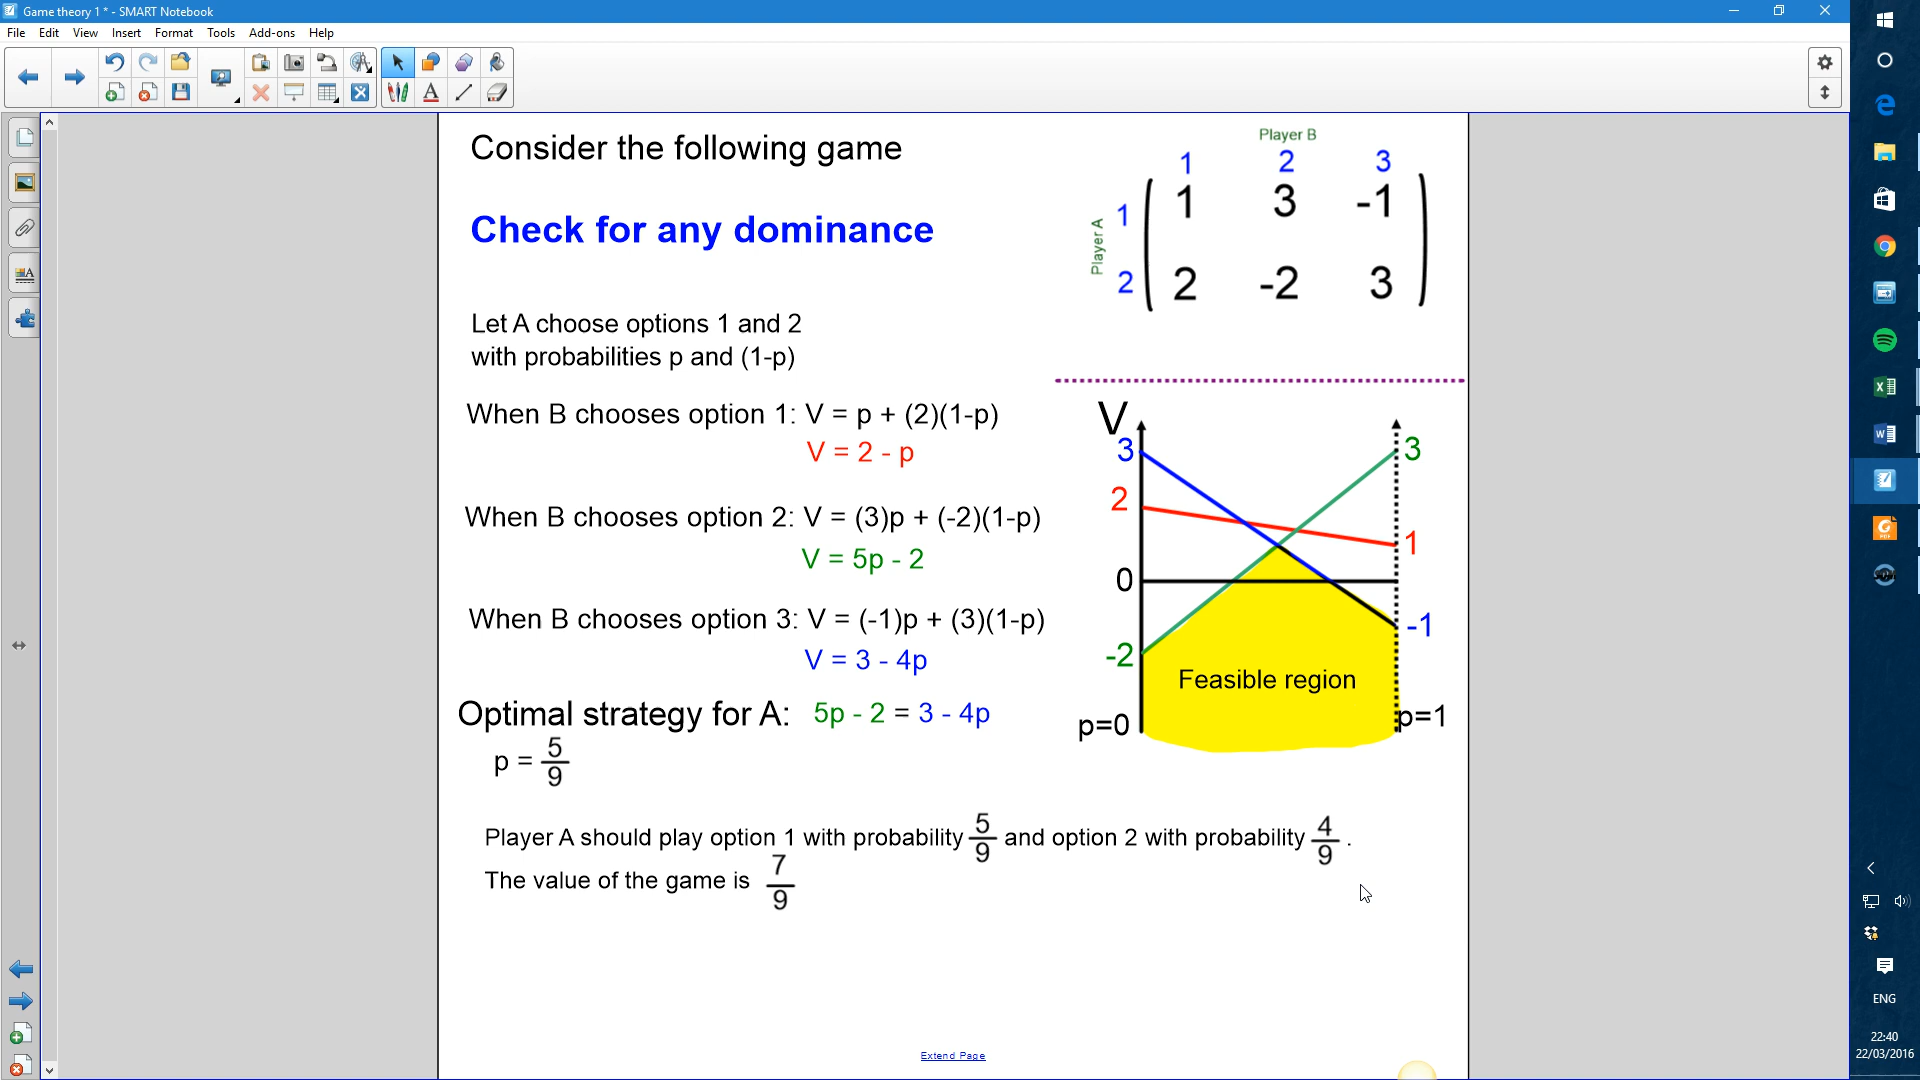 Game theory 1 * - SMART Notebook
File Edit View Insert Format Tools Add-ons Help
Consider the following game
Check for any dominance
Player B
1 2 3
Player A
1 1 3 -1
2 2 -2 3
Let A choose options 1 and 2
with probabilities p and (1-p)
When B chooses option 1: V = p + (2)(1-p)
V = 2 - p
When B chooses option 2: V = (3)p + (-2)(1-p)
V = 5p - 2
When B chooses option 3: V = (-1)p + (3)(1-p)
V = 3 - 4p
Optimal strategy for A: 5p - 2 = 3 - 4p
p = 5/9
V
3 3
2
1
0
-1
-2
Feasible region
p=0 p=1
Player A should play option 1 with probability 5/9 and option 2 with probability 4/9 .
The value of the game is 7/9
Extend Page
ENG
22:40
22/03/2016